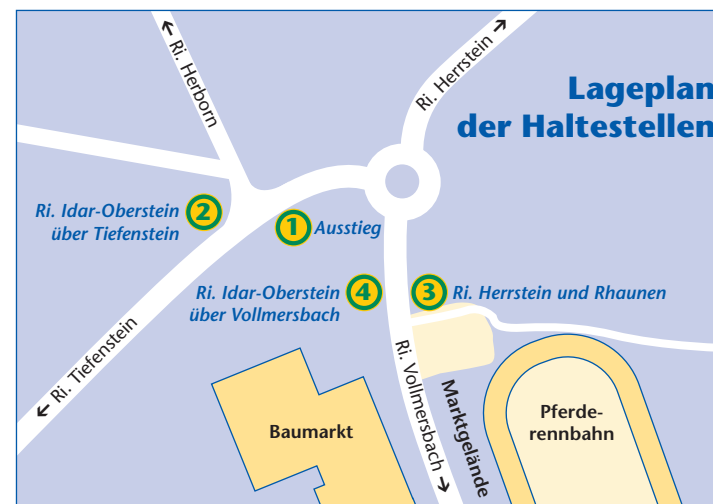 ← Ri. Herborn
Ri. Herrstein →
Lageplan
der Haltestellen
Ri. Idar-Oberstein
über Tiefenstein
2
1
Ausstieg
Ri. Idar-Oberstein
über Vollmersbach
4
3
Ri. Herrstein und Rhaunen
← Ri. Tiefenstein
Ri. Vollmersbach →
Marktgelände
Baumarkt
Pferde-
rennbahn